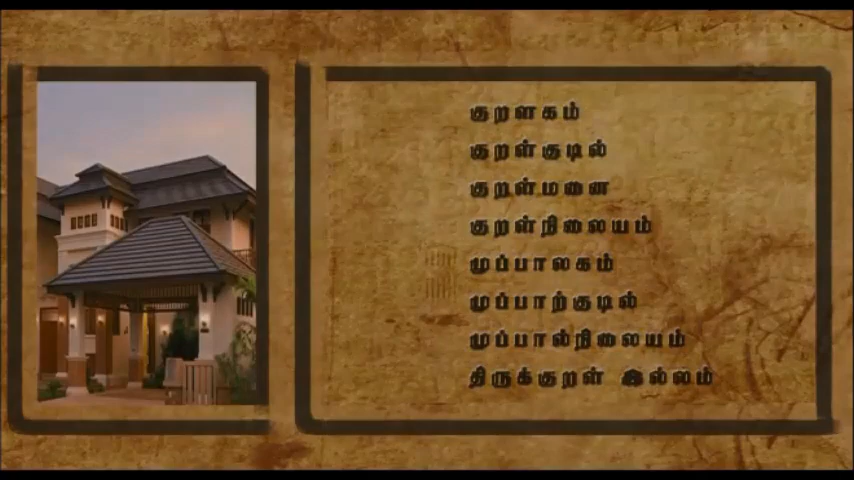 குறளகம்
குறள்குடில்
குறள்மனை
குறள்நிலையம்
முப்பாலகம்
முப்பாற்குடில்
முப்பால்நிலையம்
திருக்குறள் இல்லம்